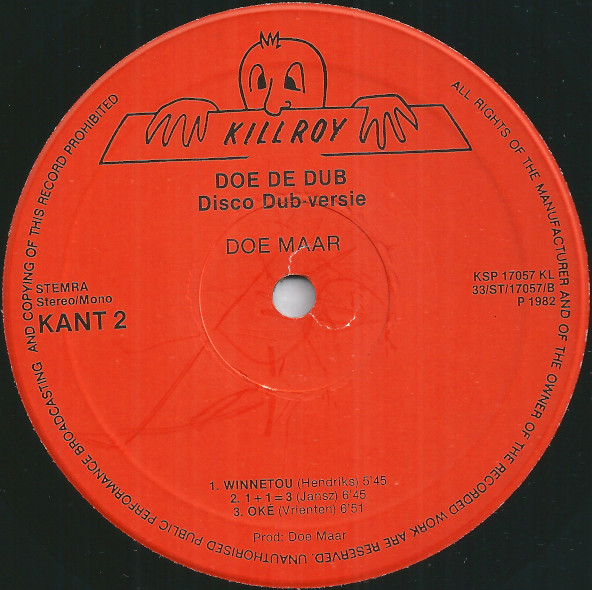 KILLROY
DOE DE DUB
Disco Dub-versie
DOE MAAR
STEMRA
Stereo/Mono
KANT 2
KSP 17057 KL
33/ST/17057/B
P 1982
1. WINNETOU (Hendriks) 5'45
2. 1+1=3 (Jansz) 6'45
3. OKÉ (Vrienten) 6'51
Prod: Doe Maar
ALL RIGHTS OF THE MANUFACTURER AND OF THE OWNER OF THE RECORDED WORK ARE RESERVED. UNAUTHORISED PUBLIC PERFORMANCE BROADCASTING AND COPYING OF THIS RECORD PROHIBITED